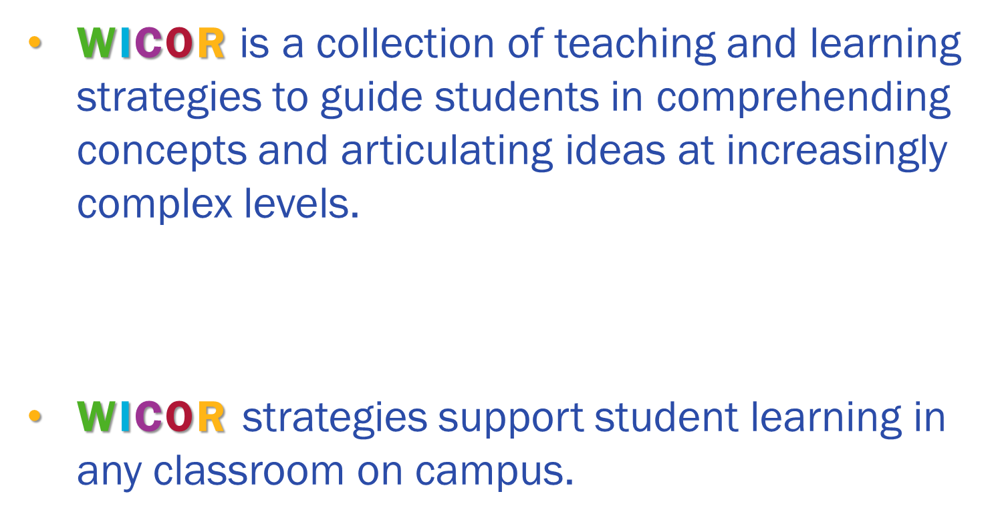 • WICOR is a collection of teaching and learning
strategies to guide students in comprehending
concepts and articulating ideas at increasingly
complex levels.
• WICOR strategies support student learning in
any classroom on campus.